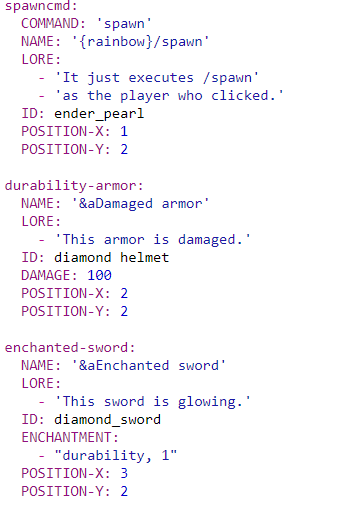 spawncmd:
  COMMAND: 'spawn'
  NAME: '{rainbow}/spawn'
  LORE:
    - 'It just executes /spawn'
    - 'as the player who clicked.'
  ID: ender_pearl
  POSITION-X: 1
  POSITION-Y: 2

durability-armor:
  NAME: '&aDamaged armor'
  LORE:
    - 'This armor is damaged.'
  ID: diamond helmet
  DAMAGE: 100
  POSITION-X: 2
  POSITION-Y: 2

enchanted-sword:
  NAME: '&aEnchanted sword'
  LORE:
    - 'This sword is glowing.'
  ID: diamond_sword
  ENCHANTMENT:
    - "durability, 1"
  POSITION-X: 3
  POSITION-Y: 2